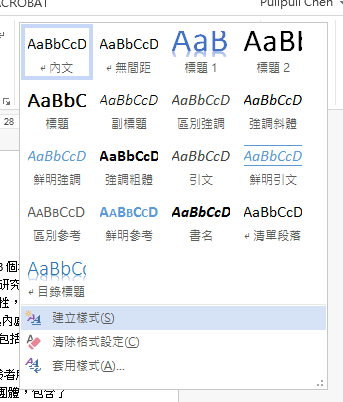 ACROBAT
Pulipuli Chen
AaBbCcD AaBbCcD AaB AaBb
↵ 內文 ↵ 無間距 標題 1 標題 2
AaBbC AaBbCcD AaBbCcD AaBbCcD
標題 副標題 區別強調 強調斜體
AaBbCcD AaBbCcD AaBbCcD AaBbCcD
鮮明強調 強調粗體 引文 鮮明引文
28
AABBCCD AABBCCD AaBbCcD AaBbCcD
區別參考 鮮明參考 書名 ↵ 清單段落
AaBbCc
↵ 目錄標題
研究
性，
建立樣式(S)
清除格式設定(C)
包括
套用樣式(A)...
團體，包含了